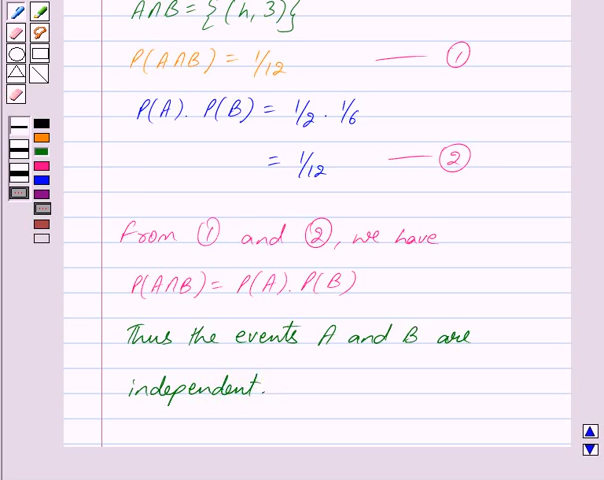 A∩B = {(h, 3)}
P(A∩B) = 1/12 —— ①
P(A). P(B) = 1/2 . 1/6
= 1/12 —— ②
From ① and ②, we have
P(A∩B) = P(A). P(B)
Thus the events A and B are
independent.